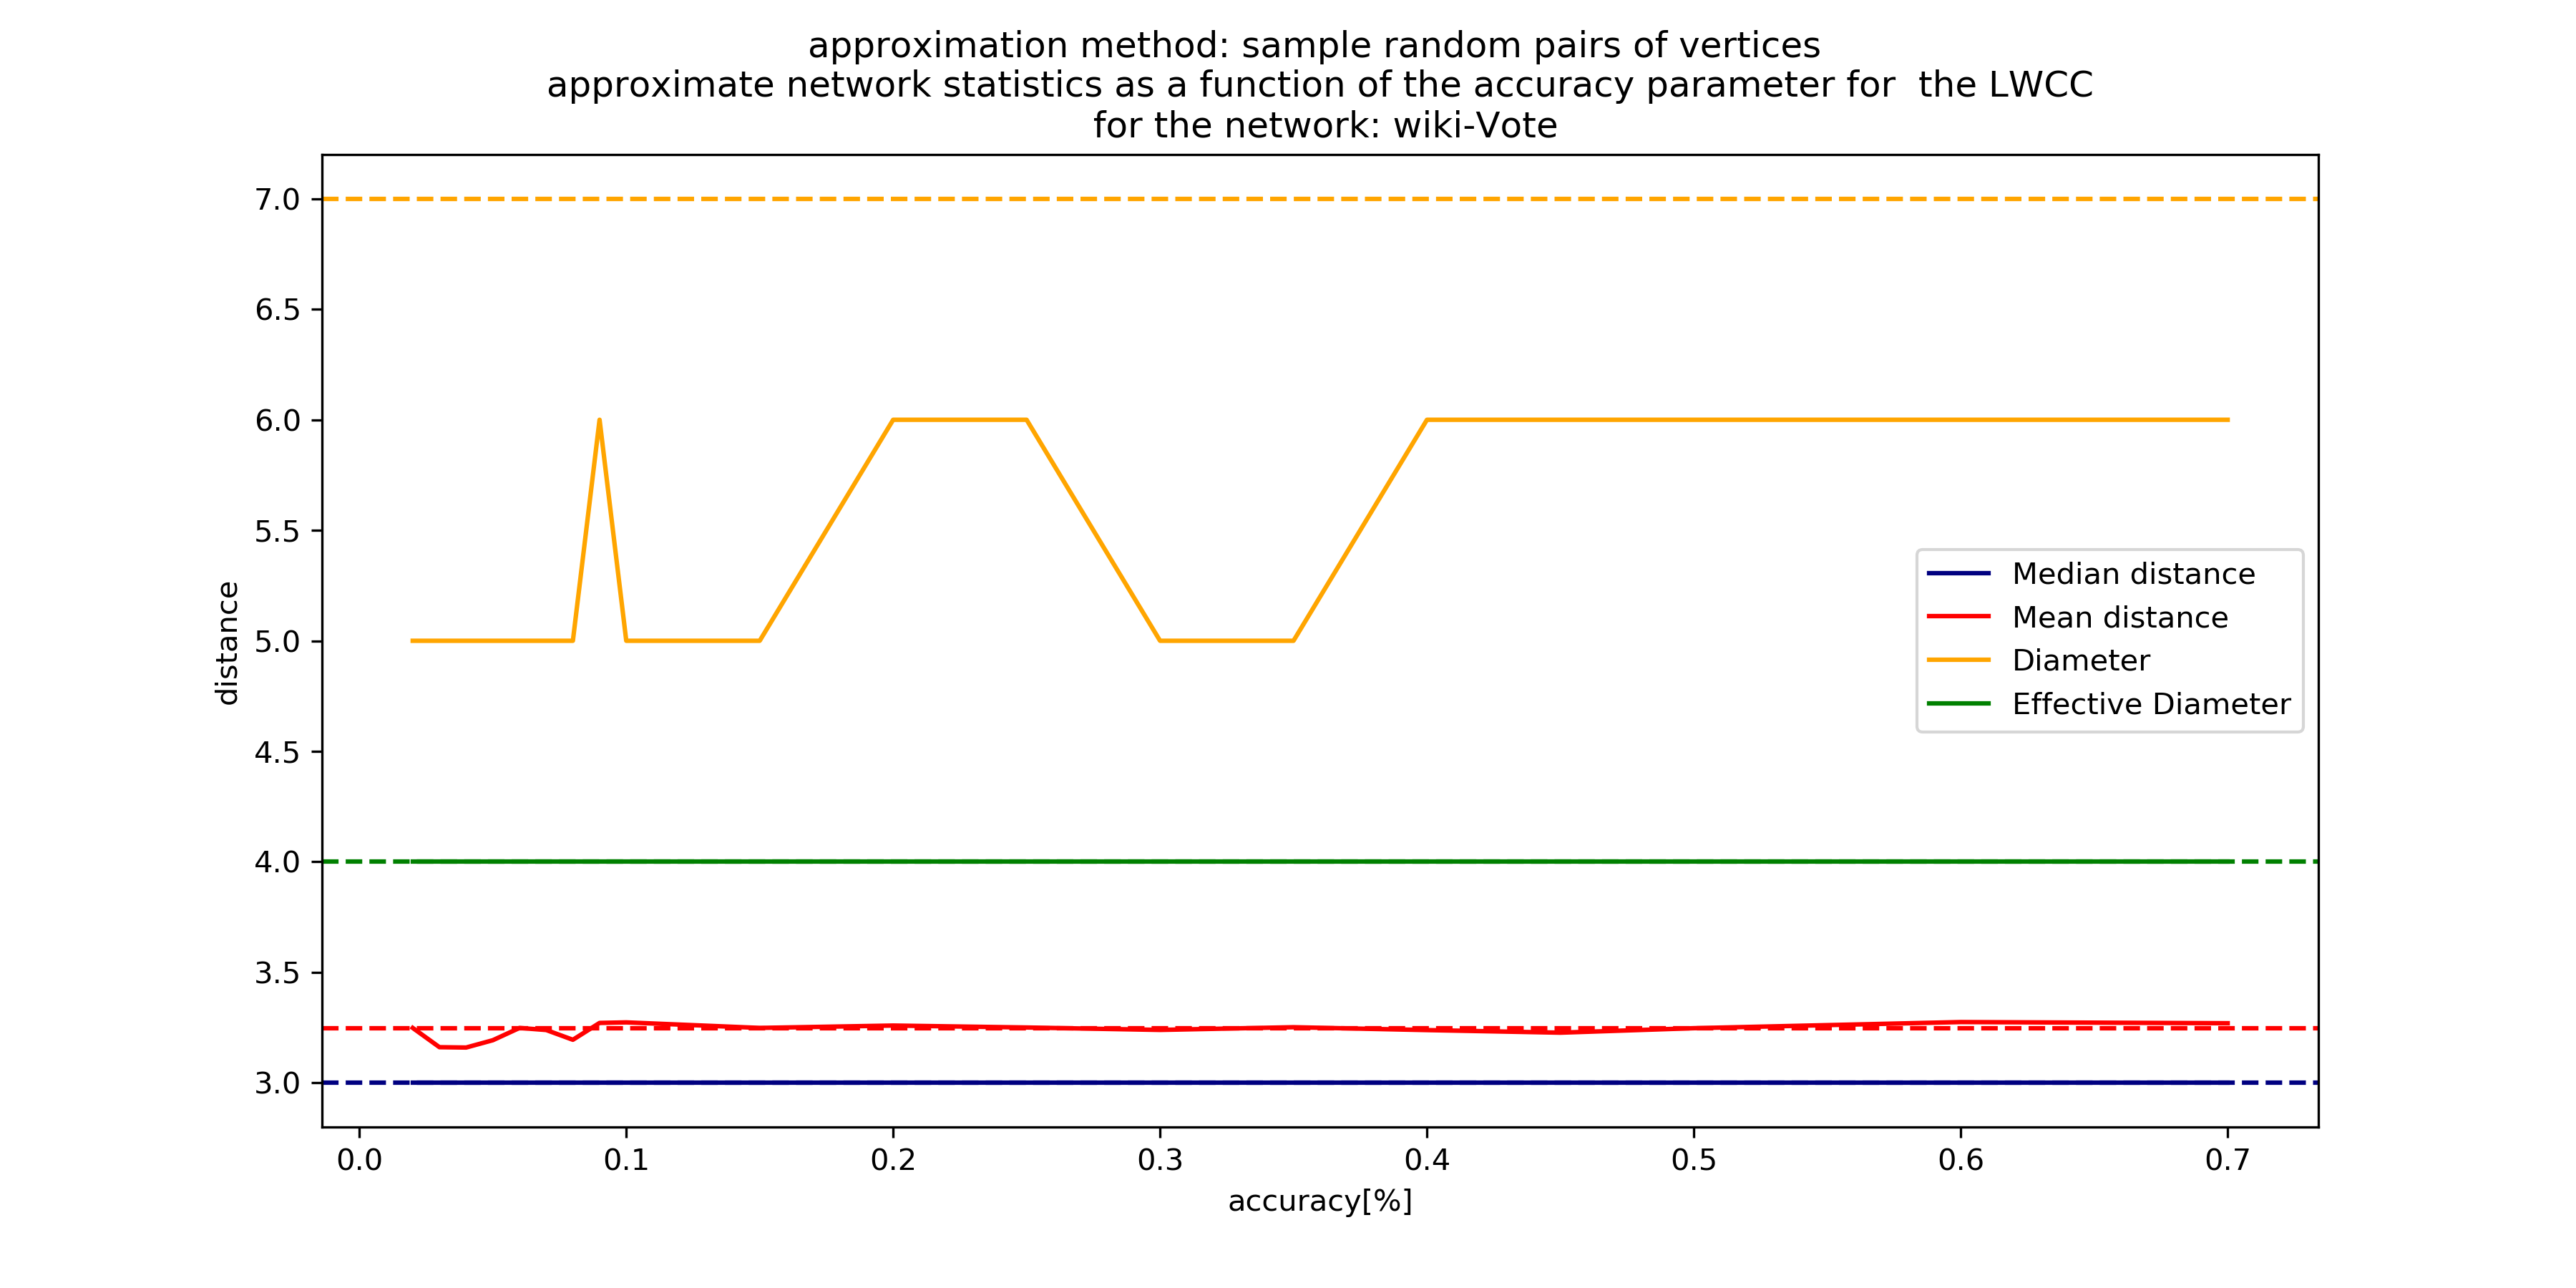 approximation method: sample random pairs of vertices
approximate network statistics as a function of the accuracy parameter for  the LWCC
for the network: wiki-Vote
7.0
6.5
6.0
5.5
5.0
4.5
4.0
3.5
3.0
distance
Median distance
Mean distance
Diameter
Effective Diameter
0.0 0.1 0.2 0.3 0.4 0.5 0.6 0.7
accuracy[%]